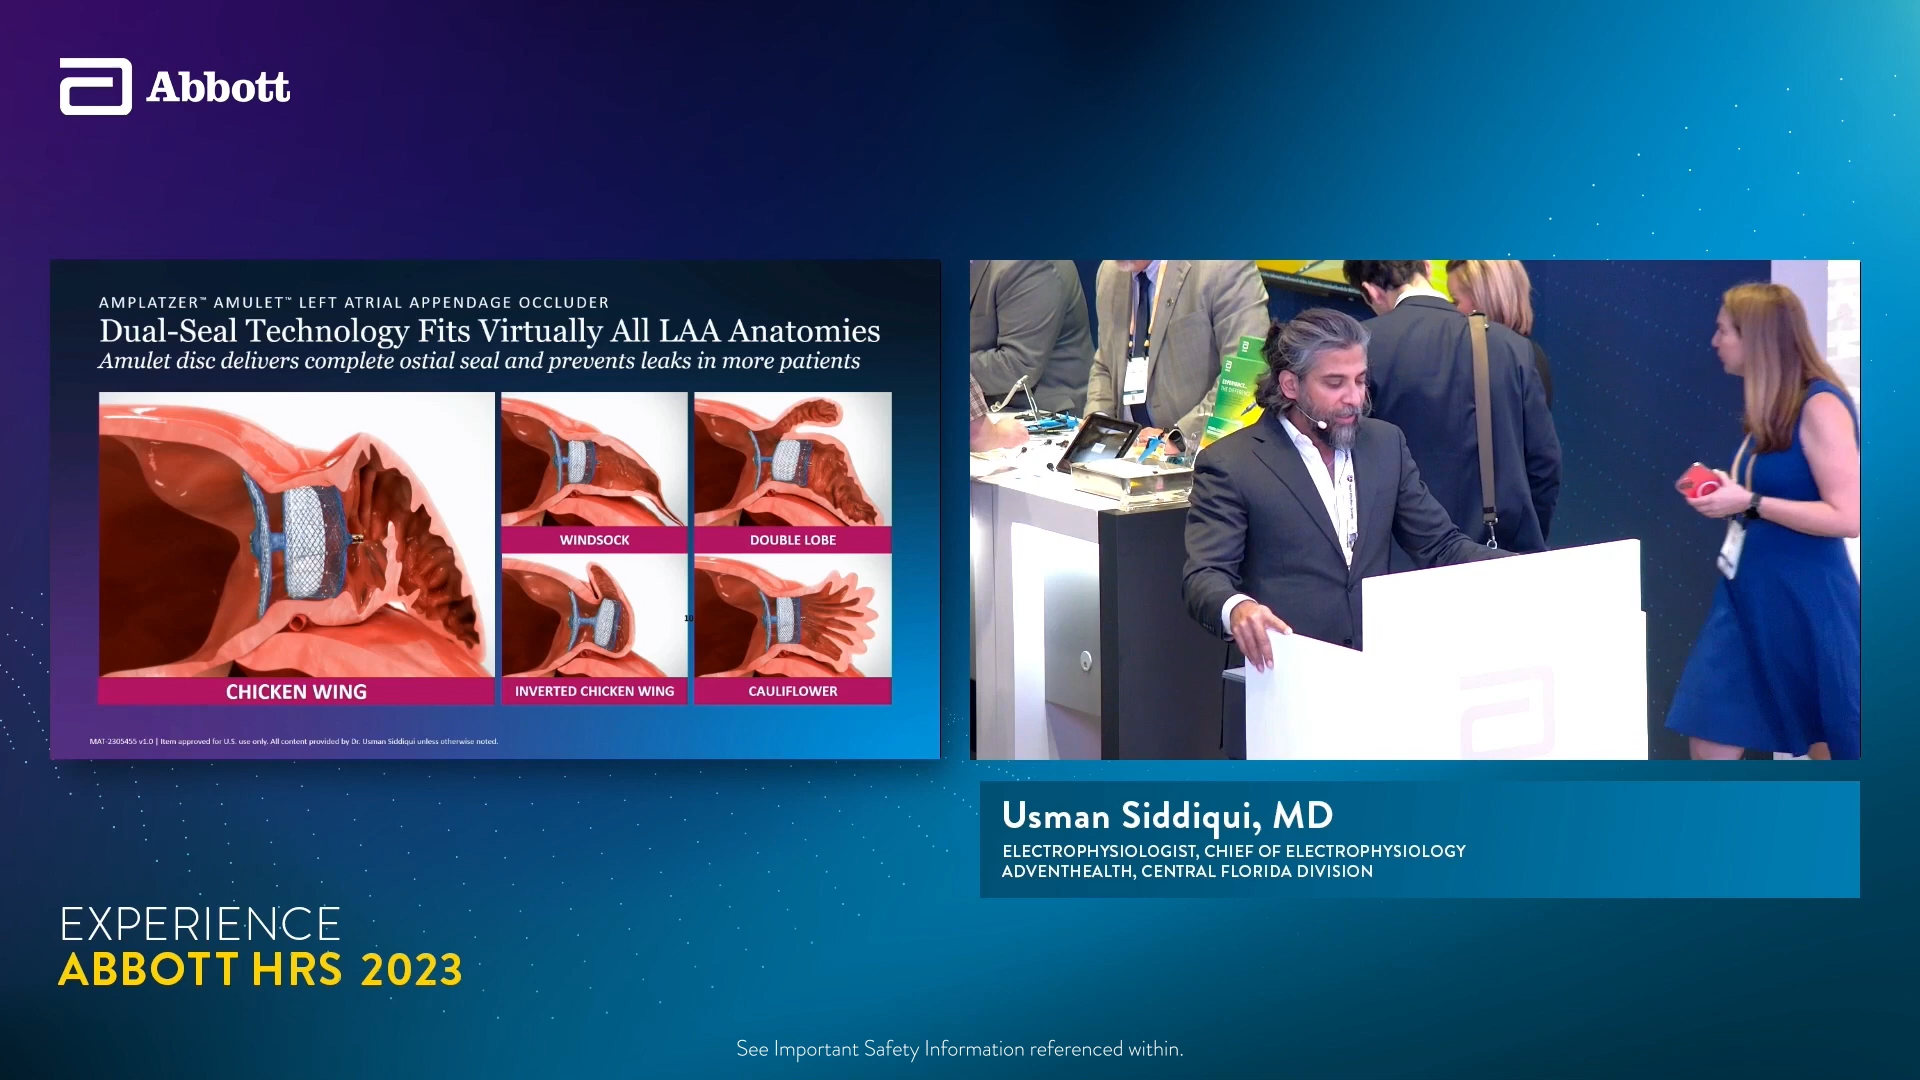 Abbott
AMPLATZER™ AMULET™ LEFT ATRIAL APPENDAGE OCCLUDER
Dual-Seal Technology Fits Virtually All LAA Anatomies
Amulet disc delivers complete ostial seal and prevents leaks in more patients
WINDSOCK
DOUBLE LOBE
10
CHICKEN WING
INVERTED CHICKEN WING
CAULIFLOWER
MAT-2305455 v1.0 | Item approved for U.S. use only. All content provided by Dr. Usman Siddiqui unless otherwise noted.
EXPERIENCE
THE DIFFERENCE
Usman Siddiqui, MD
ELECTROPHYSIOLOGIST, CHIEF OF ELECTROPHYSIOLOGY
ADVENTHEALTH, CENTRAL FLORIDA DIVISION
EXPERIENCE
ABBOTT HRS 2023
See Important Safety Information referenced within.